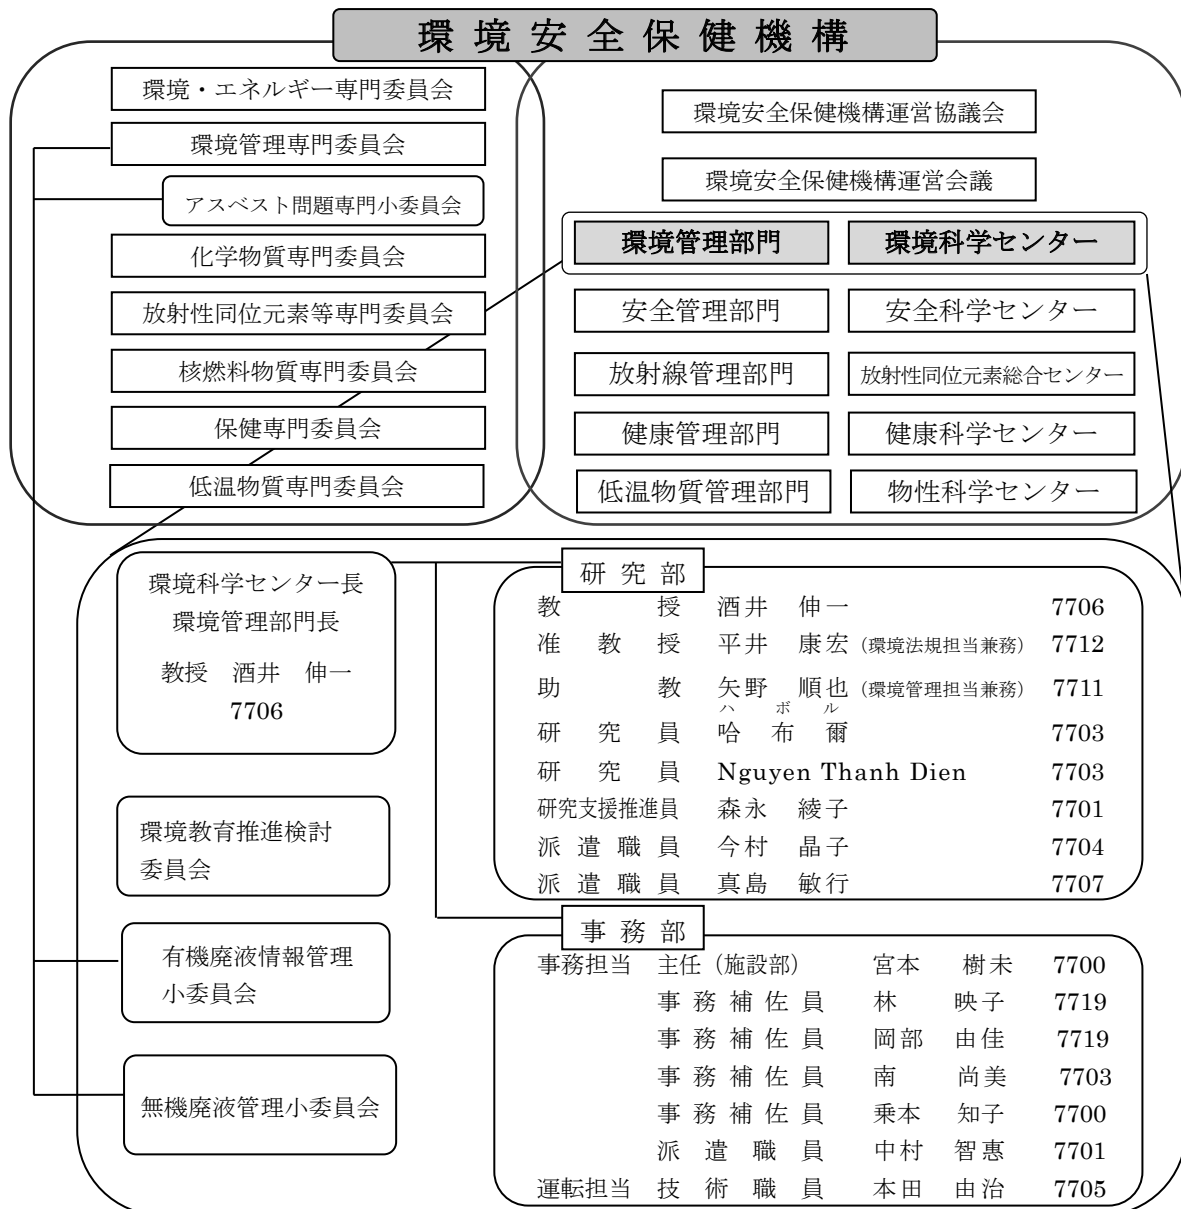 環境安全保健機構
環境・エネルギー専門委員会
環境管理専門委員会
アスベスト問題専門小委員会
化学物質専門委員会
放射性同位元素等専門委員会
核燃料物質専門委員会
保健専門委員会
低温物質専門委員会
環境安全保健機構運営協議会
環境安全保健機構運営会議
環境管理部門 環境科学センター
安全管理部門 安全科学センター
放射線管理部門 放射性同位元素総合センター
健康管理部門 健康科学センター
低温物質管理部門 物性科学センター
環境科学センター長
環境管理部門長
教授 酒井 伸一
7706
環境教育推進検討
委員会
有機廃液情報管理
小委員会
無機廃液管理小委員会
研究部
教授 酒井 伸一 7706
准教授 平井 康宏(環境法規担当兼務) 7712
助教 矢野 順也(環境管理担当兼務) 7711
ハ ボ ル
研究員 哈布爾 7703
研究員 Nguyen Thanh Dien 7703
研究支援推進員 森永 綾子 7701
派遣職員 今村 晶子 7704
派遣職員 真島 敏行 7707
事務部
事務担当 主任(施設部) 宮本 樹未 7700
事務補佐員 林 映子 7719
事務補佐員 岡部 由佳 7719
事務補佐員 南 尚美 7703
事務補佐員 乗本 知子 7700
派遣職員 中村 智惠 7701
運転担当 技術職員 本田 由治 7705